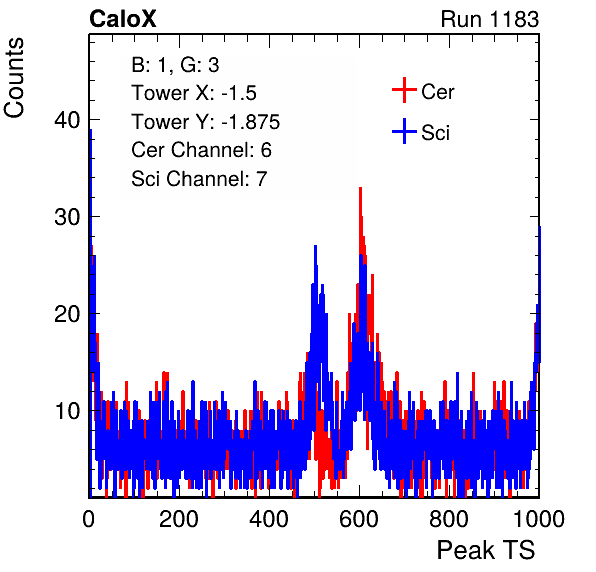 CaloX Run 1183
Counts
B: 1, G: 3
Tower X: -1.5
Tower Y: -1.875
Cer Channel: 6
Sci Channel: 7
Cer
Sci
40
30
20
10
0 200 400 600 800 1000
Peak TS